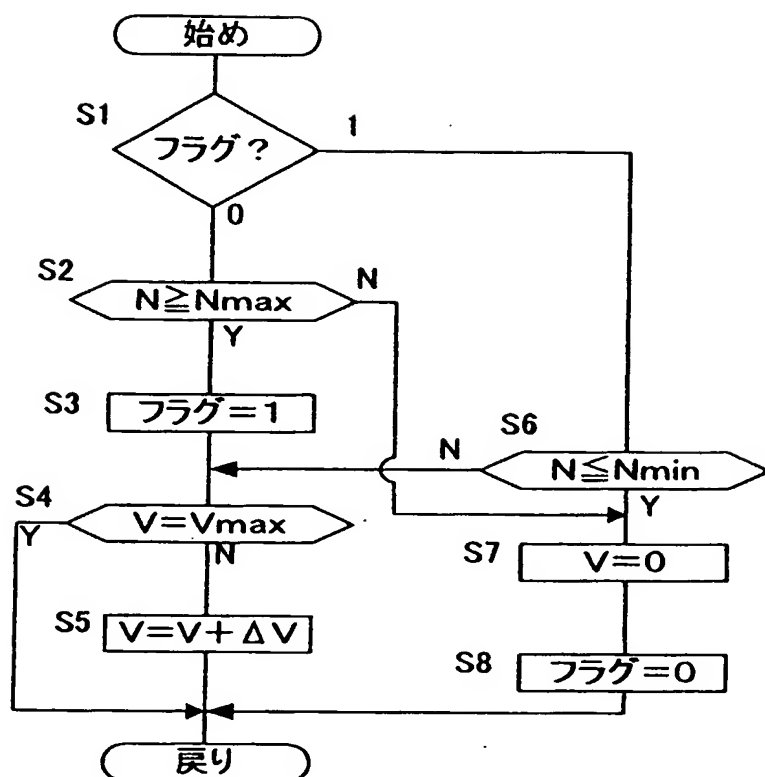 始め
S1
フラグ?
1
0
S2
N≧Nmax
N
Y
S3
フラグ=1
S6
N
N≦Nmin
Y
S4
V=Vmax
Y
N
S7
V=0
S5
V=V+ΔV
S8
フラグ=0
戻り